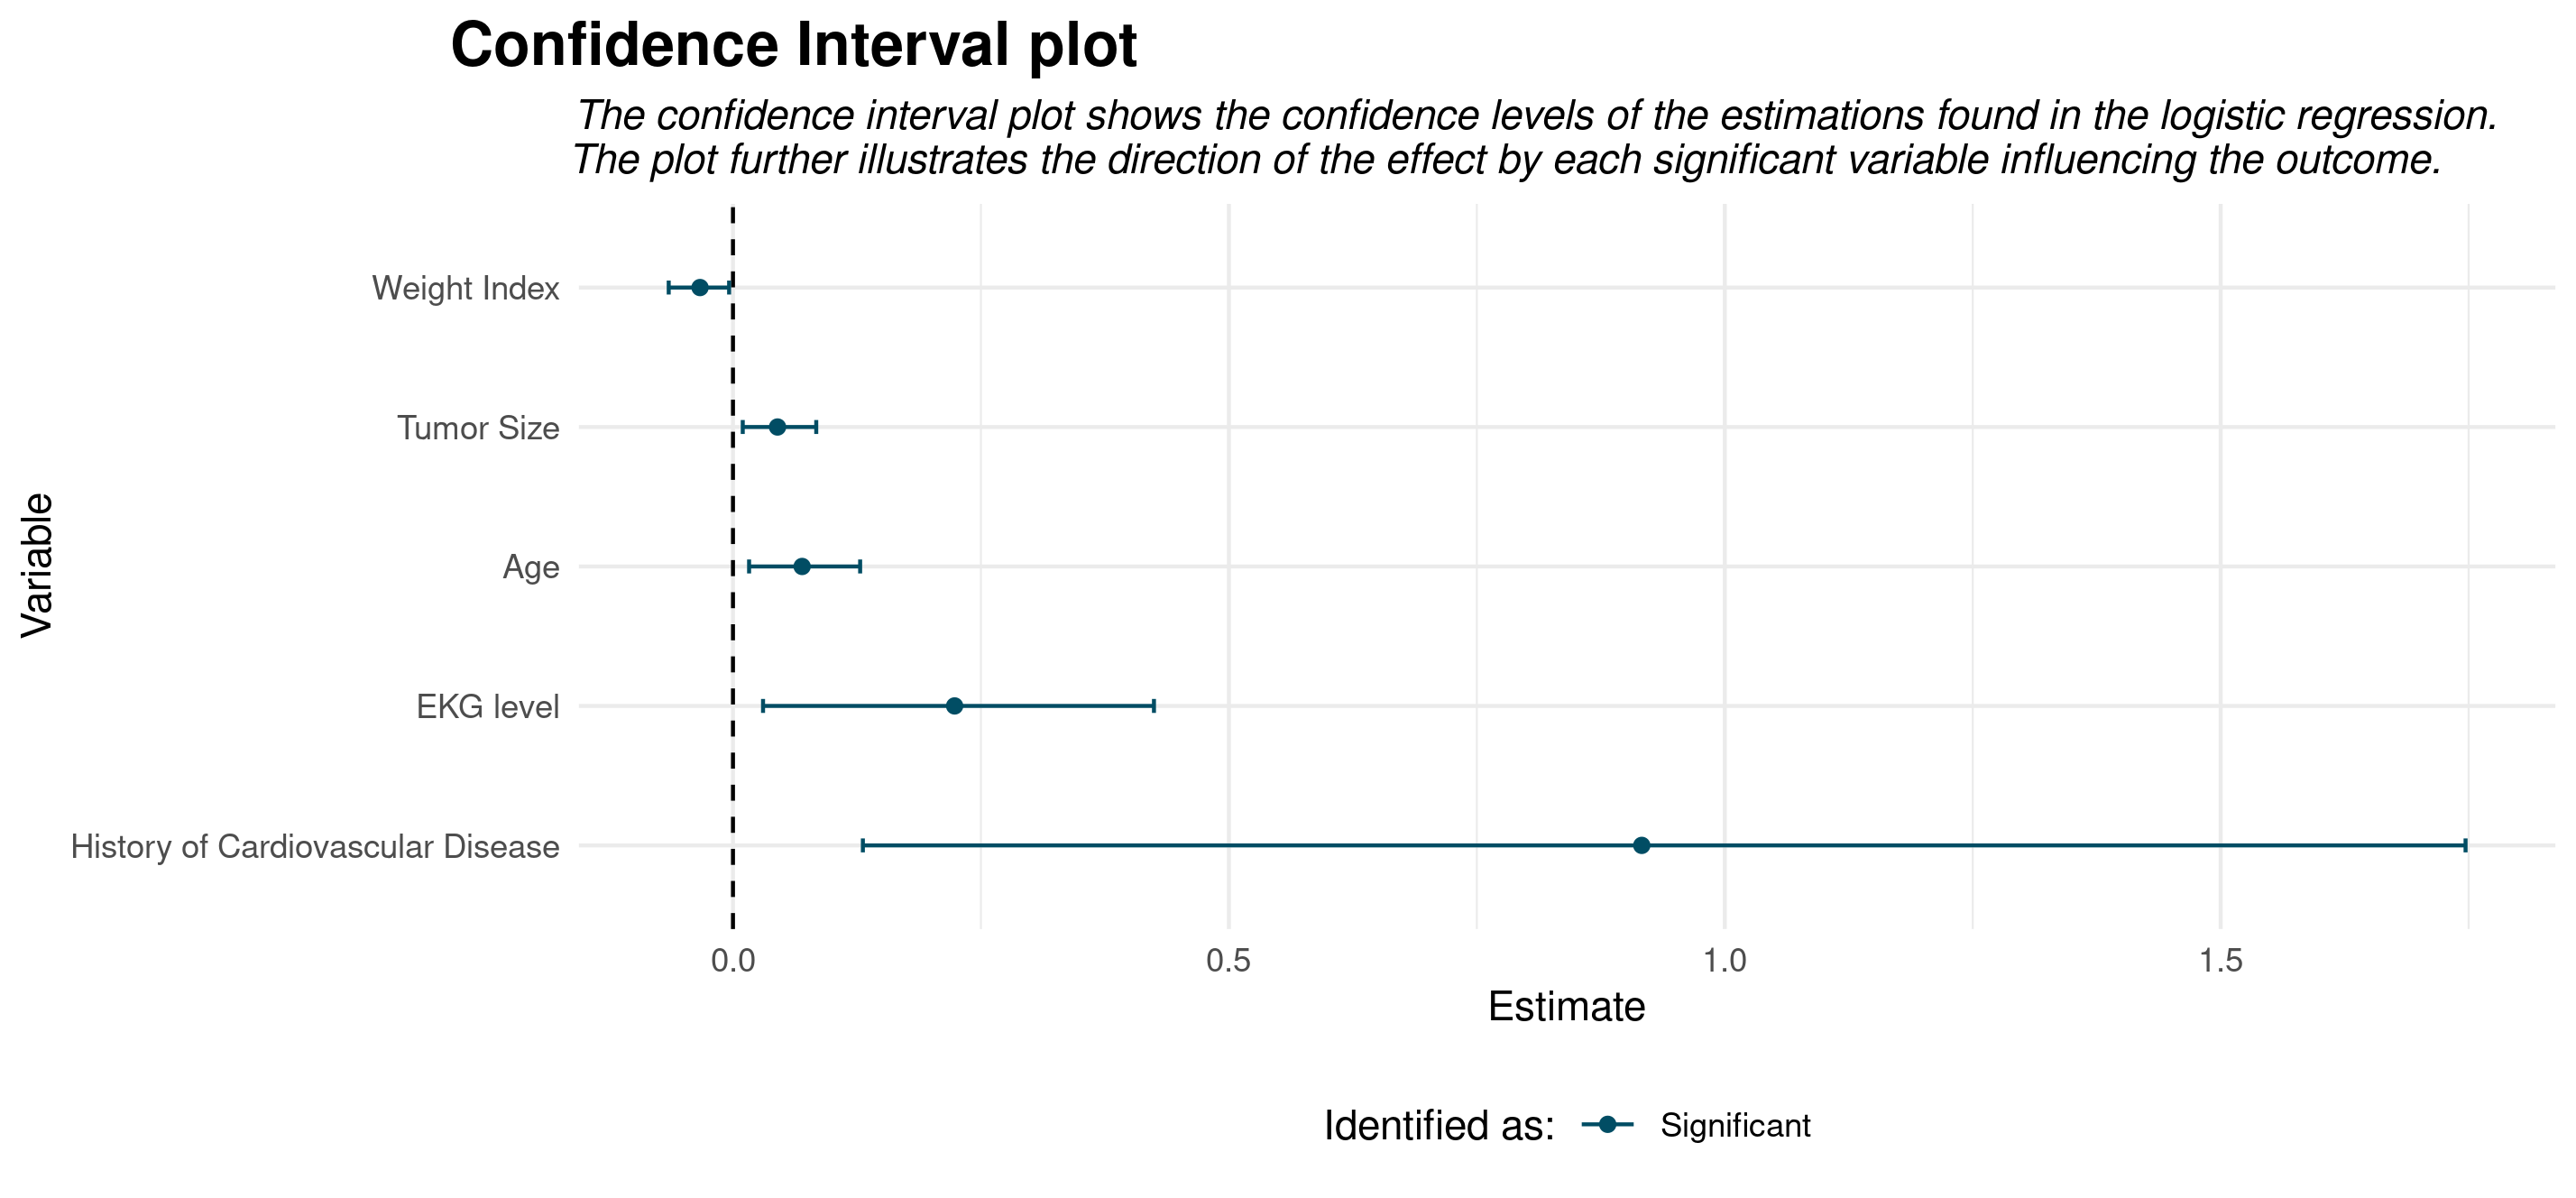 Confidence Interval plot
The confidence interval plot shows the confidence levels of the estimations found in the logistic regression.
The plot further illustrates the direction of the effect by each significant variable influencing the outcome.
Variable
Weight Index
Tumor Size
Age
EKG level
History of Cardiovascular Disease
0.0
0.5
1.0
1.5
Estimate
Identified as:
Significant